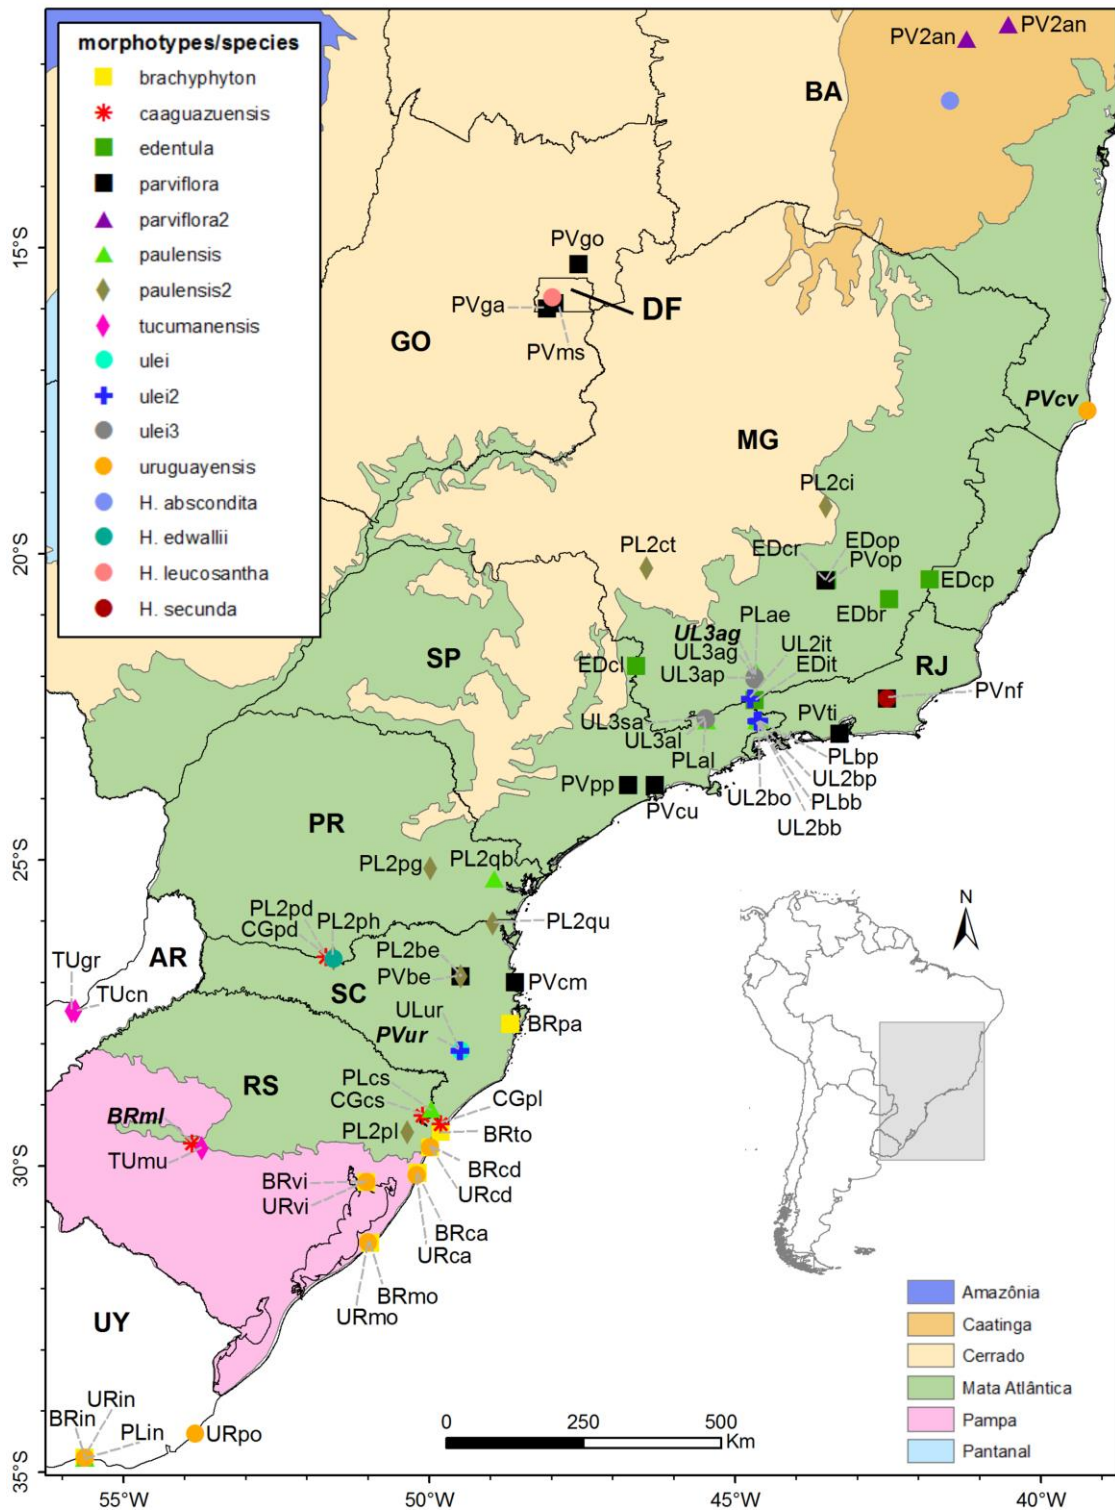 morphotypes/species
brachyphyton
caaguazuensis
edentula
parviflora
parviflora2
paulensis
paulensis2
tucumanensis
ulei
ulei2
ulei3
uruguayensis
H. abscondita
H. edwallii
H. leucosantha
H. secunda
PV2an
PV2an
BA
15°S
PVgo
PVga
DF
PVms
GO
PVcv
MG
PL2ci
20°S
PL2ct
EDcr
EDop
PVop
EDcp
EDbr
UL3ag
PLae
UL3ag
UL2it
SP
EDcl
UL3ap
EDit
RJ
PVnf
UL3sa
PVti
UL3al
PLal
PLbp
UL2bp
PVpp
PVcu
UL2bo
PLbb
UL2bb
PR
25°S
PL2pg
PL2qb
PL2pd
PL2ph
CGpd
PL2qu
AR
PL2be
TUgr
TUcn
PVbe
PVcm
SC
ULur
BRpa
PVur
RS
PLcs
CGcs
CGpl
BRml
PL2pl
BRto
30°S
TUmu
BRcd
BRvi
URcd
URvi
BRca
URca
BRmo
URmo
UY
URin
BRin
PLin
URpo
35°S
0 250 500
Km
N
Amazônia
Caatinga
Cerrado
Mata Atlântica
Pampa
Pantanal
55°W 50°W 45°W 40°W